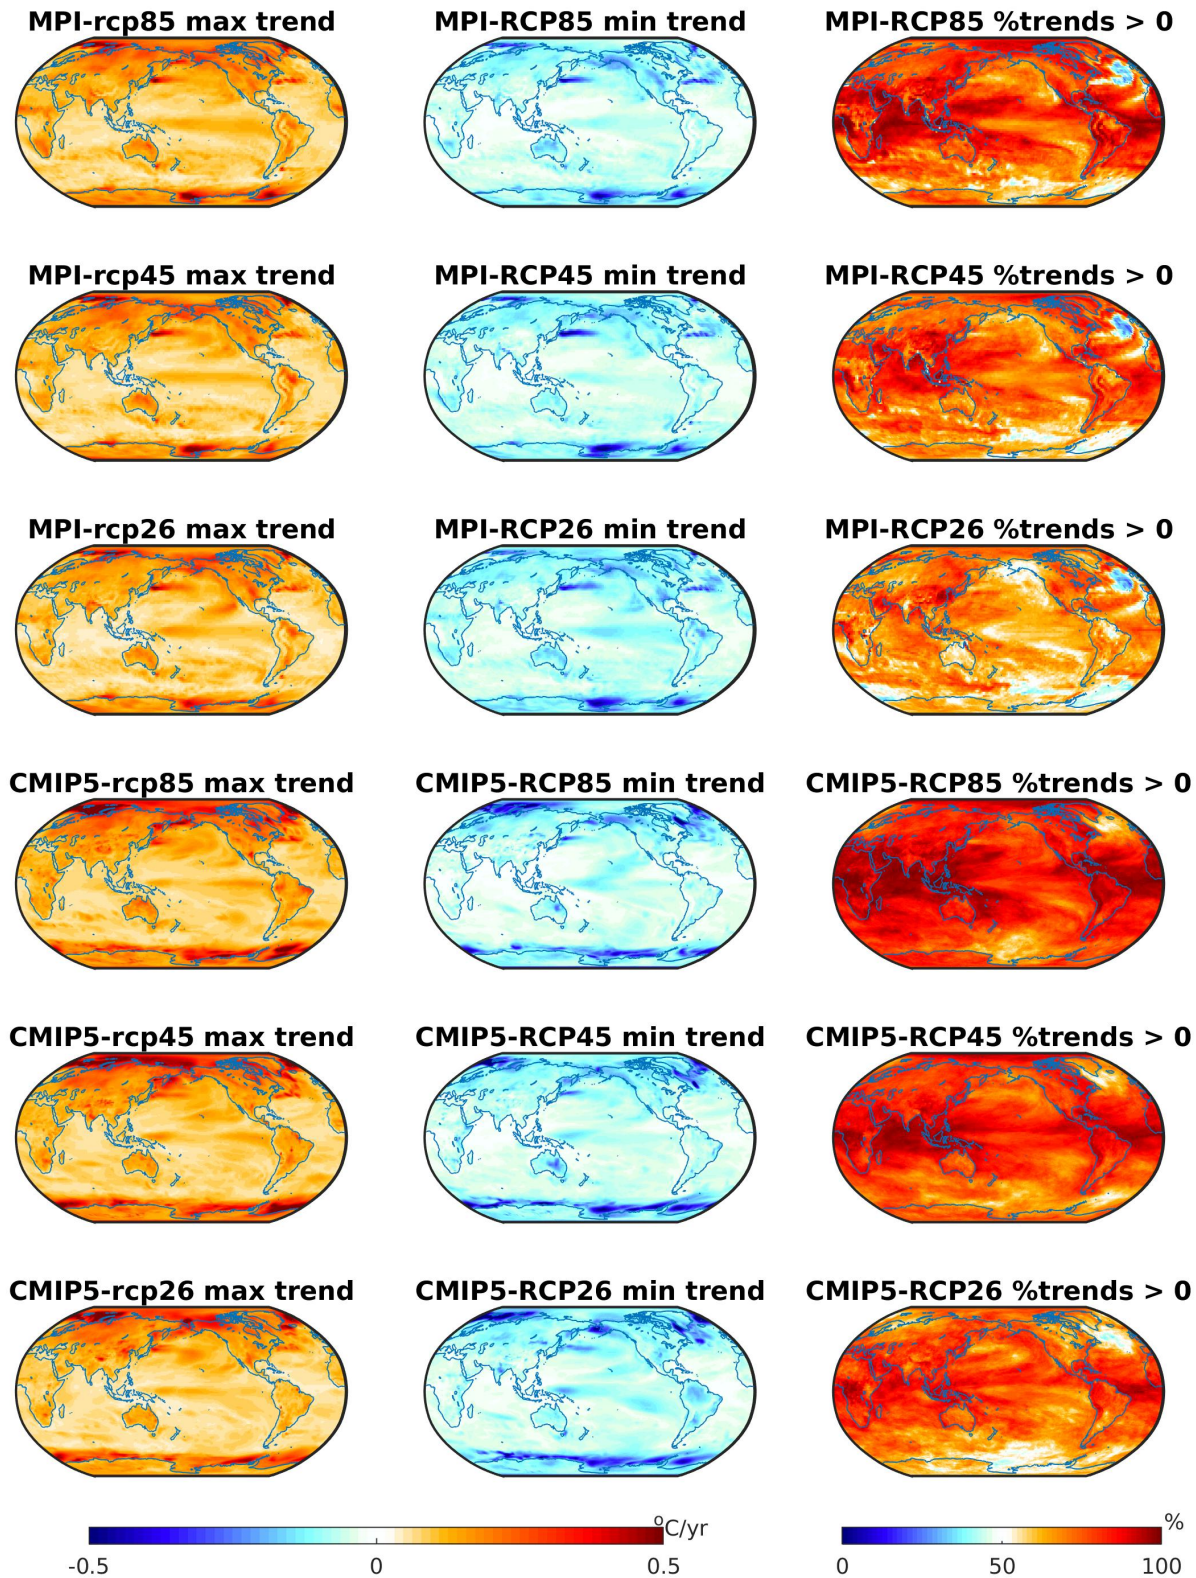 MPI-rcp85 max trend MPI-RCP85 min trend MPI-RCP85 %trends > 0
MPI-rcp45 max trend MPI-RCP45 min trend MPI-RCP45 %trends > 0
MPI-rcp26 max trend MPI-RCP26 min trend MPI-RCP26 %trends > 0
CMIP5-rcp85 max trend CMIP5-RCP85 min trend CMIP5-RCP85 %trends > 0
CMIP5-rcp45 max trend CMIP5-RCP45 min trend CMIP5-RCP45 %trends > 0
CMIP5-rcp26 max trend CMIP5-RCP26 min trend CMIP5-RCP26 %trends > 0
ºC/yr %
-0.5 0 0.5 0 50 100